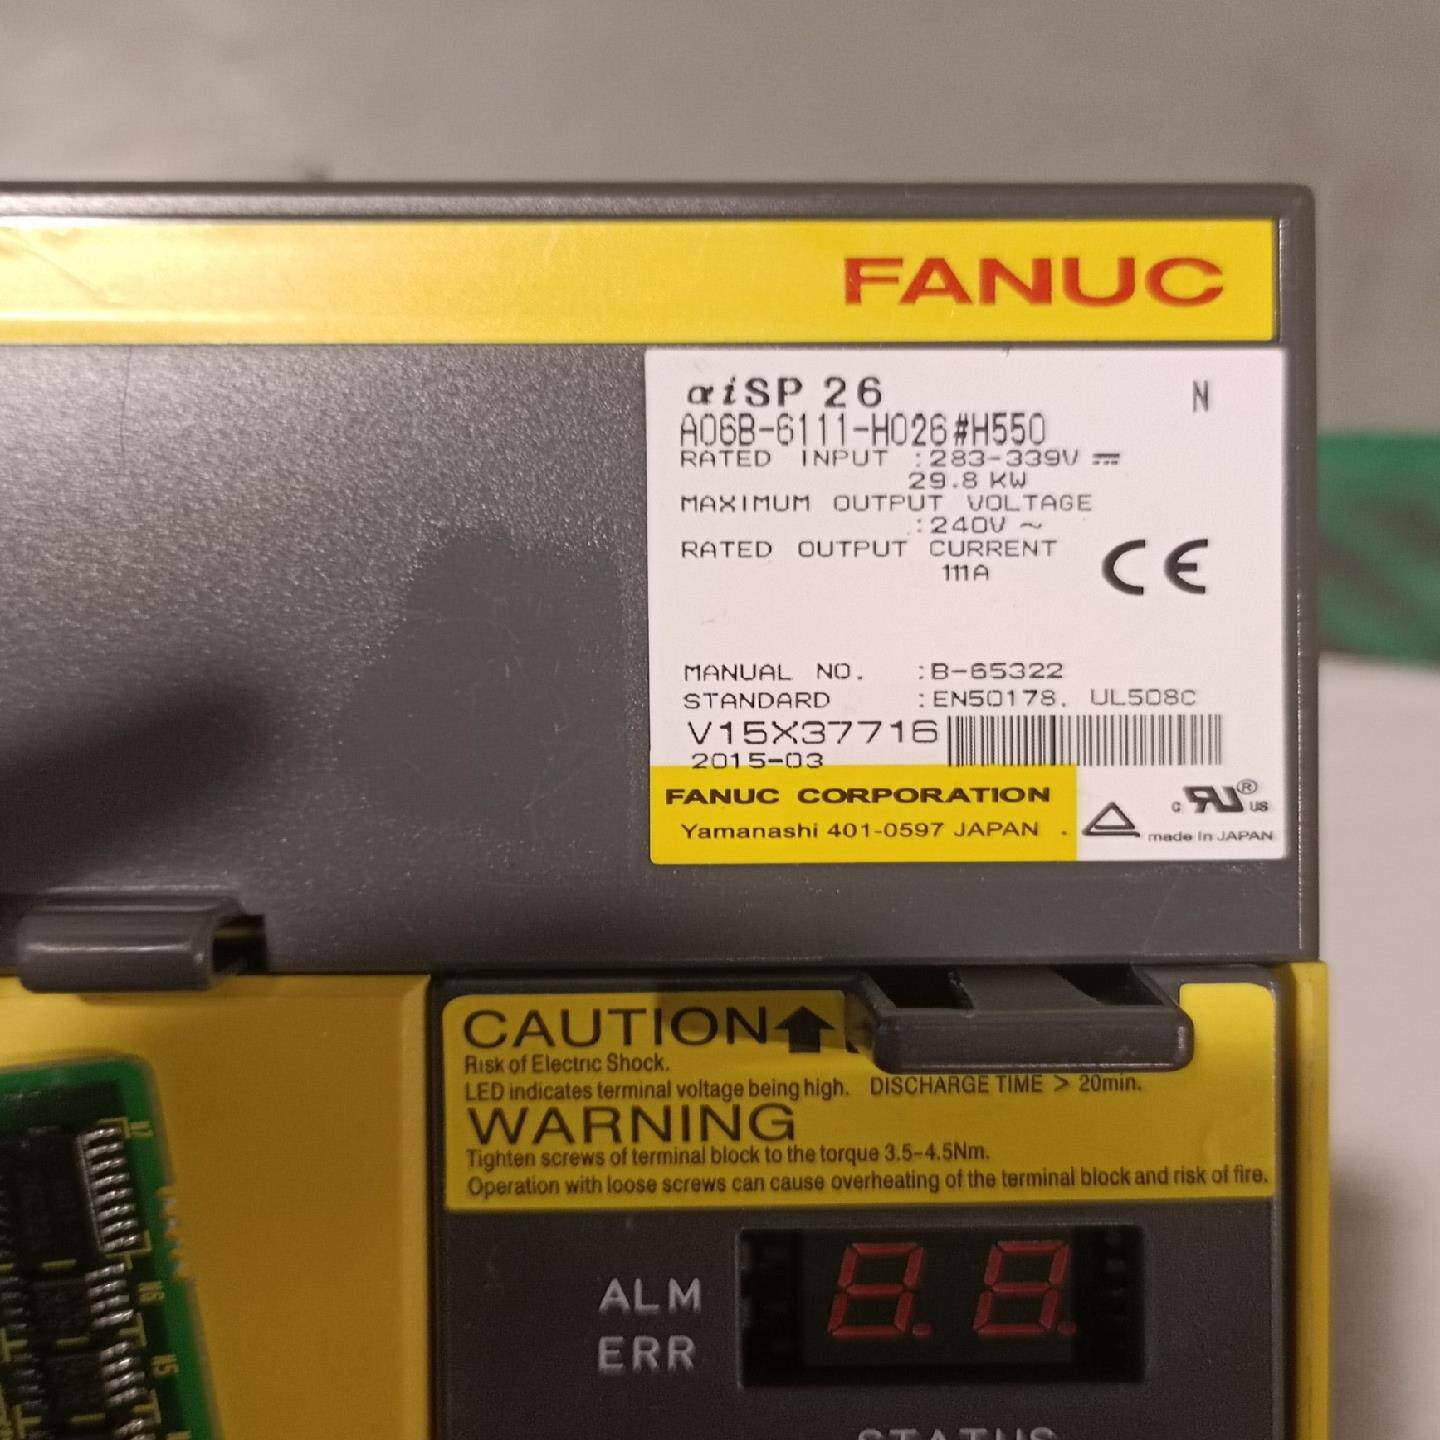 FANUC
αiSP 26 N
A06B-6111-H026#H550
RATED INPUT :283-339V ⎓
29.8 KW
MAXIMUM OUTPUT VOLTAGE
:240V ~
RATED OUTPUT CURRENT
111A
CE
MANUAL NO. :B-65322
STANDARD :EN50178. UL508C
V15X37716
2015-03
FANUC CORPORATION
Yamanashi 401-0597 JAPAN .
c RU ® US
made in JAPAN
CAUTION
Risk of Electric Shock.
LED indicates terminal voltage being high. DISCHARGE TIME > 20min.
WARNING
Tighten screws of terminal block to the torque 3.5-4.5Nm.
Operation with loose screws can cause overheating of the terminal block and risk of fire.
ALM
ERR
8.8.
STATUS